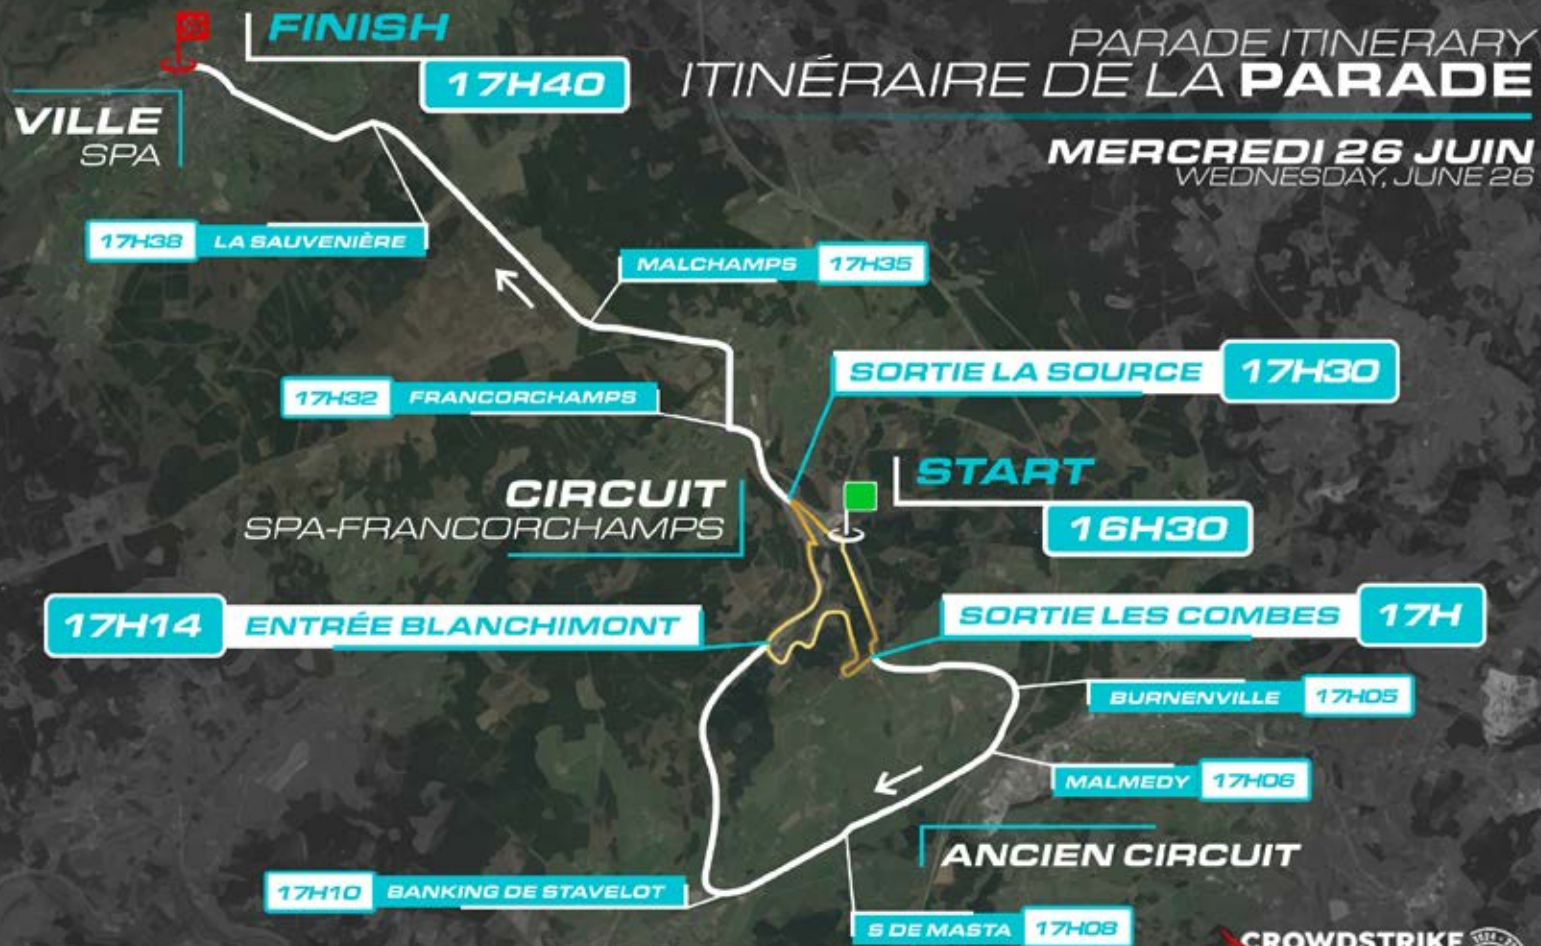 FINISH
17H40
PARADE ITINERARY
ITINÉRAIRE DE LA PARADE
MERCREDI 26 JUIN
WEDNESDAY, JUNE 26
VILLE
SPA
17H38 LA SAUVENIÈRE
MALCHAMPS 17H35
SORTIE LA SOURCE 17H30
17H32 FRANCORCHAMPS
START
16H30
CIRCUIT
SPA-FRANCORCHAMPS
17H14 ENTRÉE BLANCHIMONT
SORTIE LES COMBES 17H
BURNENVILLE 17H05
MALMEDY 17H06
ANCIEN CIRCUIT
17H10 BANKING DE STAVELOT
S DE MASTA 17H08
CROWDSTRIKE